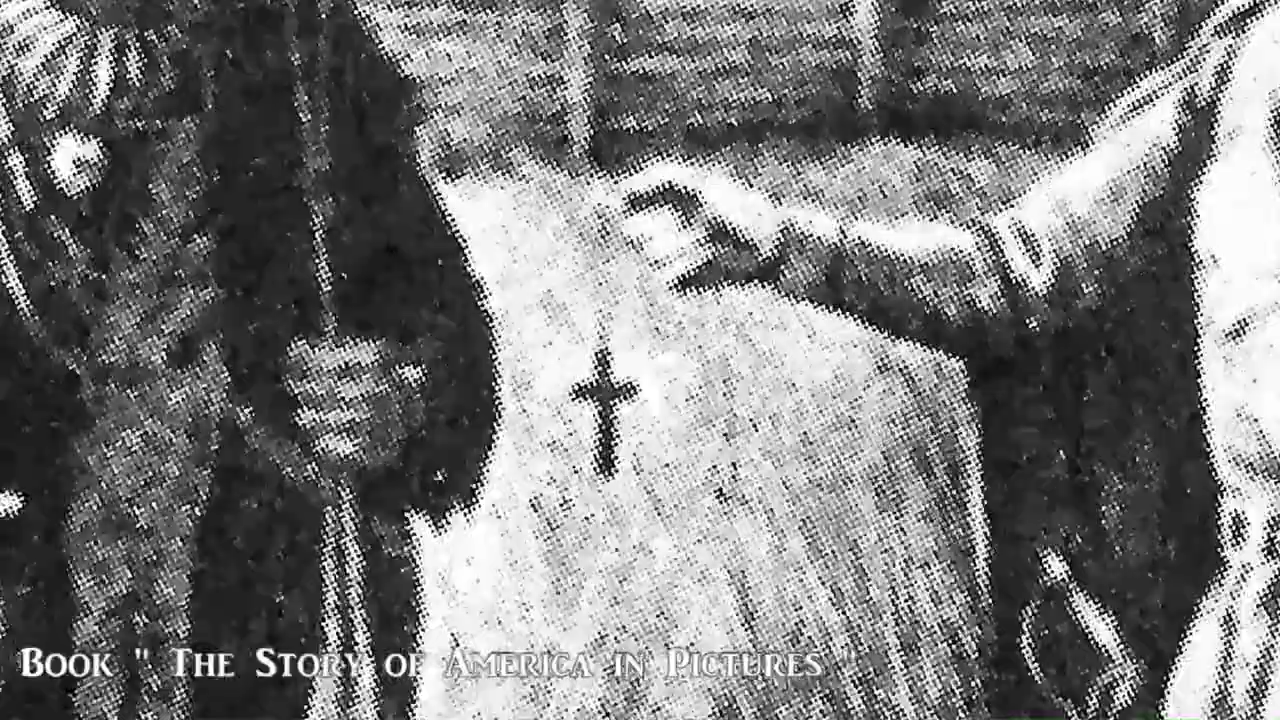 Book " The Story of America in Pictures "